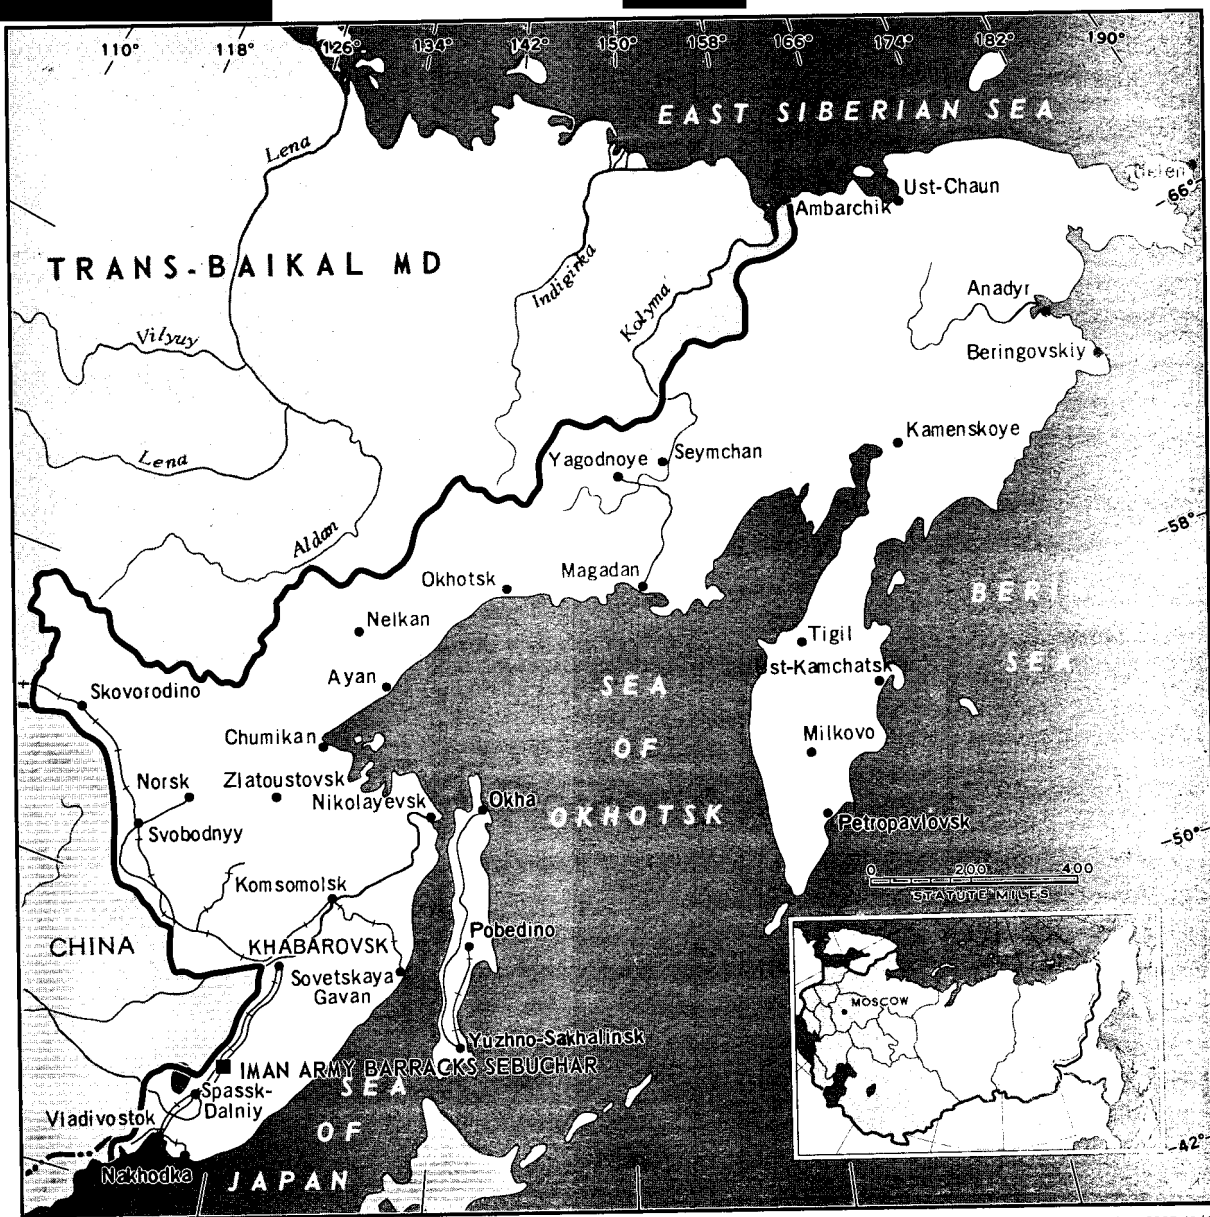 110° 118° 126° 134° 142° 150° 158° 166° 174° 182° 190°
EAST SIBERIAN SEA
Lena
Ust-Chaun
66°
Ambarchik
TRANS-BAIKAL MD
Indigirka
Kolyma
Anadyr
Vilyuy
Beringovskiy
Kamenskoye
Lena
Yagodnoye
Seymchan
58°
Aldan
Okhotsk
Magadan
BERI
SEA
Nelkan
Tigil
Ust-Kamchatsk
Ayan
Skovorodino
SEA
OF
OKHOTSK
Chumikan
Milkovo
Norsk
Zlatoustovsk
Nikolayevsk
Okha
Svobodnyy
Petropavlovsk
50°
0 200 400
STATUTE MILES
Komsomolsk
Pobedino
CHINA
KHABAROVSK
Sovetskaya
Gavan
MOSCOW
Yuzhno-Sakhalinsk
IMAN ARMY BARRACKS SEBUCHAR
SEA
OF
JAPAN
Spassk-
Dalniy
Vladivostok
Nakhodka
42°